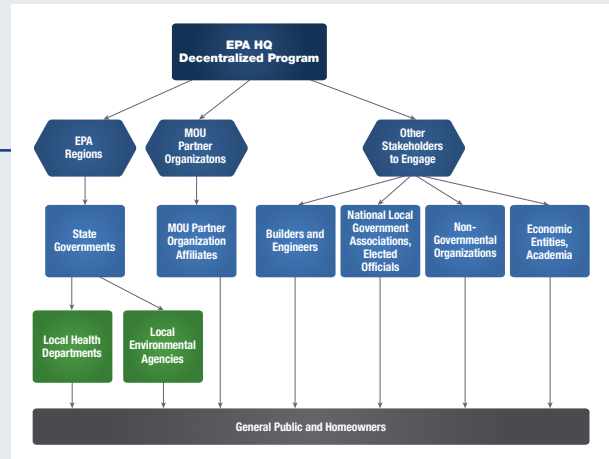 EPA HQ
Decentralized Program
EPA
Regions
MOU
Partner
Organizatons
Other
Stakeholders
to Engage
State
Governments
MOU Partner
Organization
Affiliates
Builders and
Engineers
National Local
Government
Associations,
Elected
Officials
Non-
Governmental
Organizations
Economic
Entities,
Academia
Local Health
Departments
Local
Environmental
Agencies
General Public and Homeowners